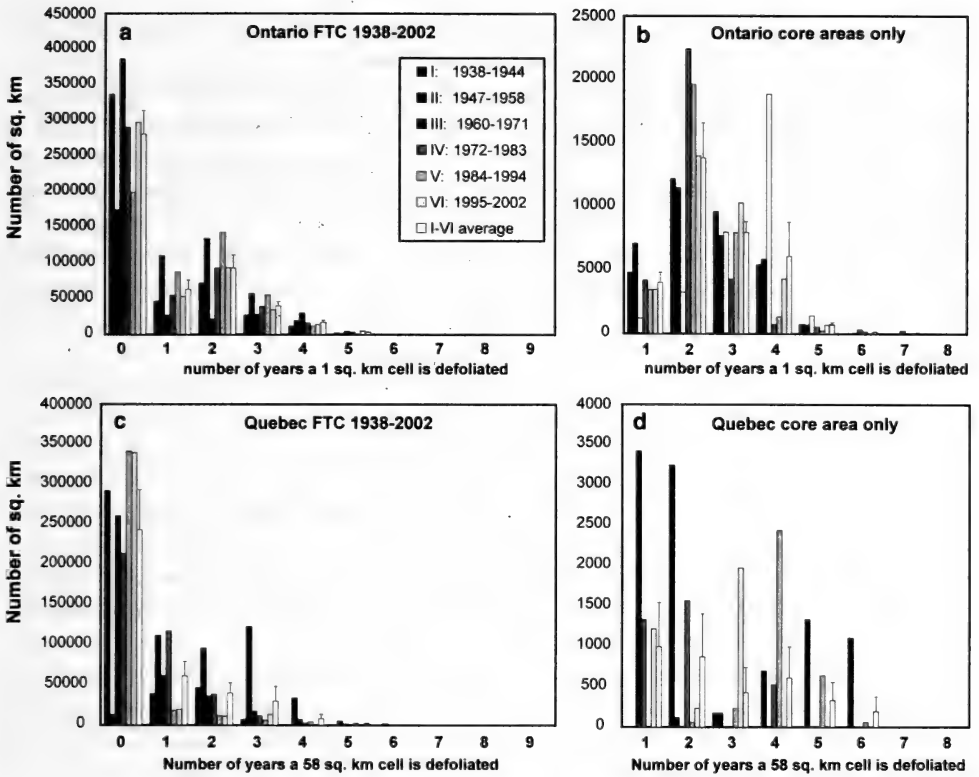 a
Ontario FTC 1938-2002
Number of sq. km
450000
400000
350000
300000
250000
200000
150000
100000
50000
0
I: 1938-1944
II: 1947-1958
III: 1960-1971
IV: 1972-1983
V: 1984-1994
VI: 1995-2002
I-VI average
0 1 2 3 4 5 6 7 8 9
number of years a 1 sq. km cell is defoliated
b
Ontario core areas only
25000
20000
15000
10000
5000
0
1 2 3 4 5 6 7 8
number of years a 1 sq. km cell is defoliated
c
Quebec FTC 1938-2002
Number of sq. km
400000
350000
300000
250000
200000
150000
100000
50000
0
0 1 2 3 4 5 6 7 8 9
Number of years a 58 sq. km cell is defoliated
d
Quebec core area only
4000
3500
3000
2500
2000
1500
1000
500
0
1 2 3 4 5 6 7 8
Number of years a 58 sq. km cell is defoliated